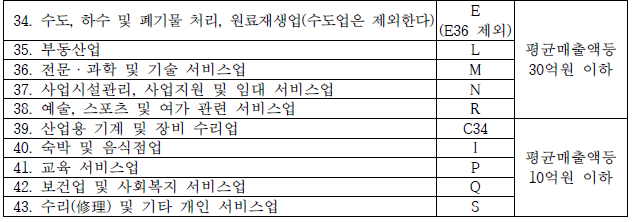 34. 수도, 하수 및 폐기물 처리, 원료재생업(수도업은 제외한다)
E
(E36 제외)
35. 부동산업
L
36. 전문·과학 및 기술 서비스업
M
37. 사업시설관리, 사업지원 및 임대 서비스업
N
38. 예술, 스포츠 및 여가 관련 서비스업
R
평균매출액등
30억원 이하
39. 산업용 기계 및 장비 수리업
C34
40. 숙박 및 음식점업
I
41. 교육 서비스업
P
42. 보건업 및 사회복지 서비스업
Q
43. 수리(修理) 및 기타 개인 서비스업
S
평균매출액등
10억원 이하